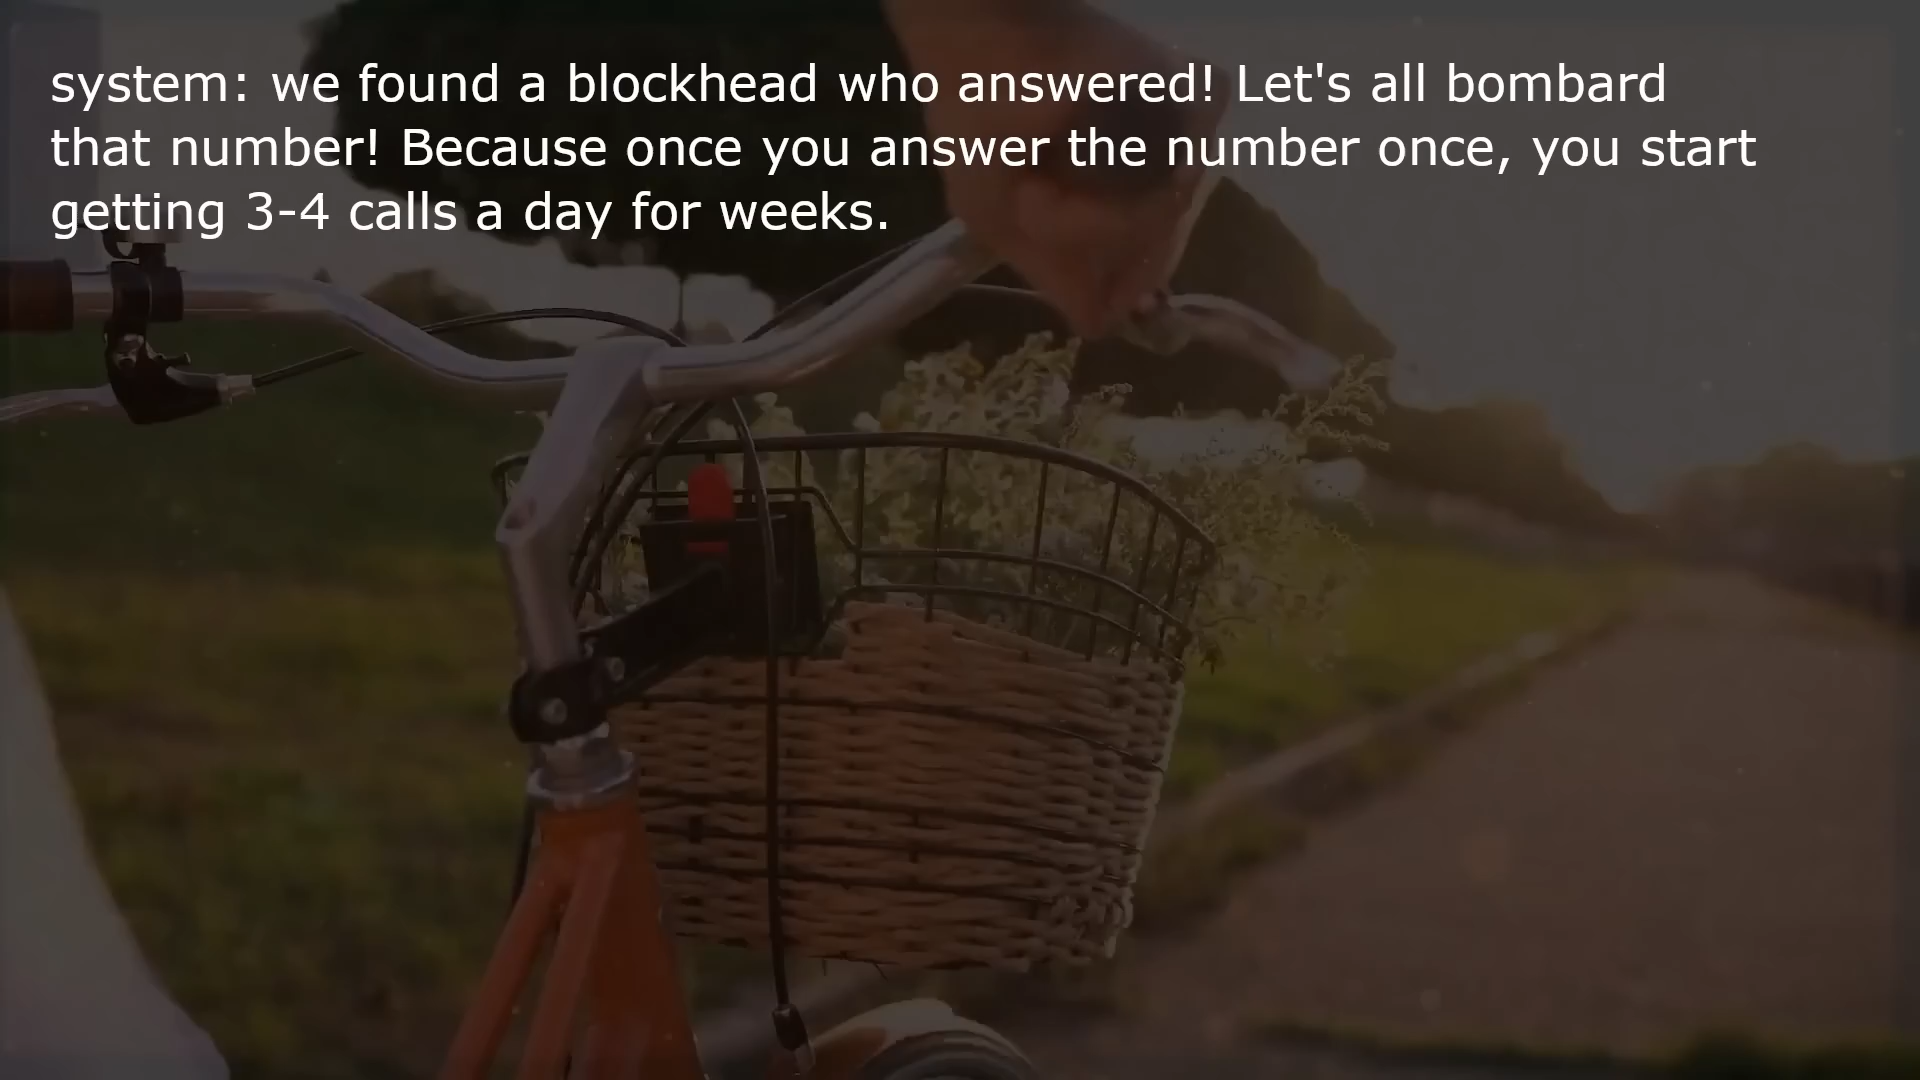 system: we found a blockhead who answered! Let's all bombard
that number! Because once you answer the number once, you start
getting 3-4 calls a day for weeks.